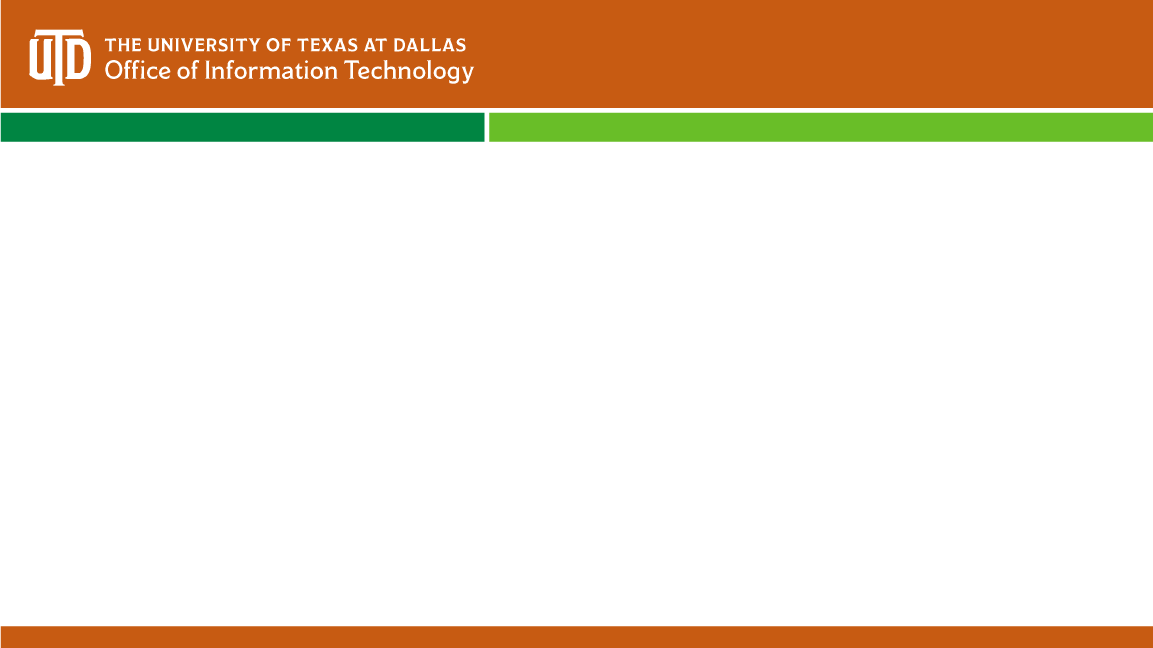 UTD
THE UNIVERSITY OF TEXAS AT DALLAS
Office of Information Technology